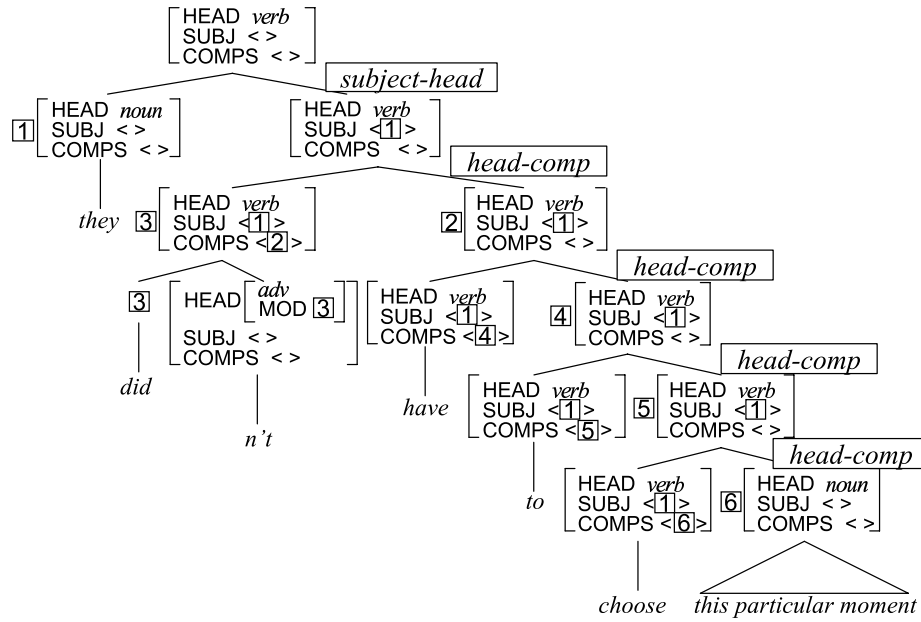 HEAD verb
SUBJ < >
COMPS < >
subject-head
1 HEAD noun
SUBJ < >
COMPS < >
HEAD verb
SUBJ <1>
COMPS < >
head-comp
they
3 HEAD verb
SUBJ <1>
COMPS <2>
2 HEAD verb
SUBJ <1>
COMPS < >
head-comp
3
HEAD adv
MOD 3
SUBJ < >
COMPS < >
HEAD verb
SUBJ <1>
COMPS <4>
4 HEAD verb
SUBJ <1>
COMPS < >
head-comp
did
n't
have
HEAD verb
SUBJ <1>
COMPS <5>
5 HEAD verb
SUBJ <1>
COMPS < >
head-comp
to
HEAD verb
SUBJ <1>
COMPS <6>
6 HEAD noun
SUBJ < >
COMPS < >
choose
this particular moment